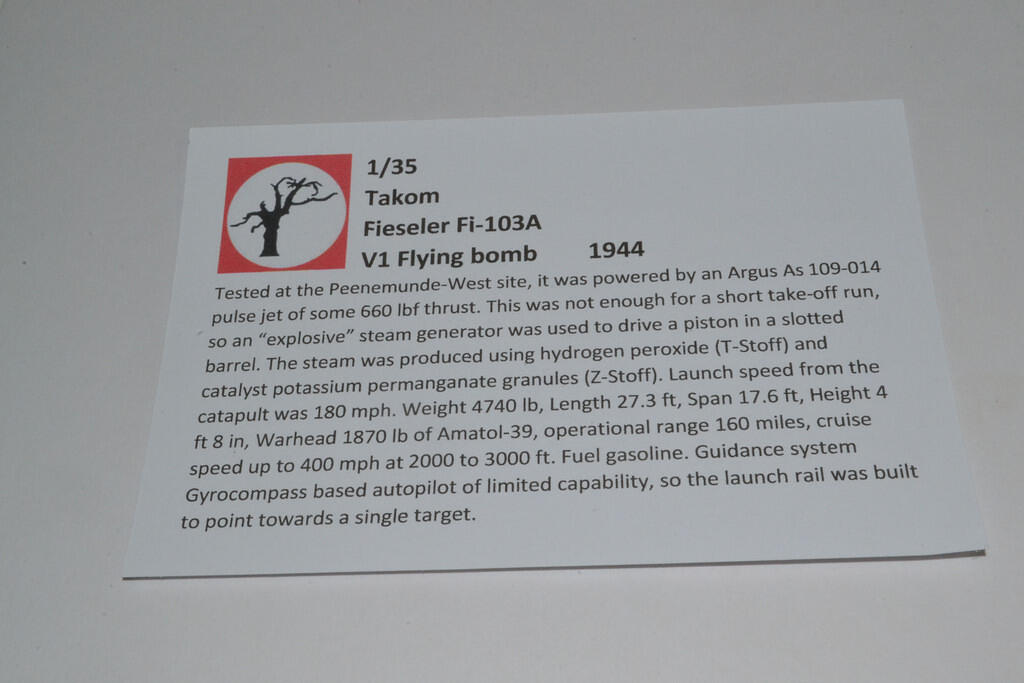 1/35
Takom
Fieseler Fi-103A
V1 Flying bomb 1944
Tested at the Peenemunde-West site, it was powered by an Argus As 109-014
pulse jet of some 660 lbf thrust. This was not enough for a short take-off run,
so an “explosive” steam generator was used to drive a piston in a slotted
barrel. The steam was produced using hydrogen peroxide (T-Stoff) and
catalyst potassium permanganate granules (Z-Stoff). Launch speed from the
catapult was 180 mph. Weight 4740 lb, Length 27.3 ft, Span 17.6 ft, Height 4
ft 8 in, Warhead 1870 lb of Amatol-39, operational range 160 miles, cruise
speed up to 400 mph at 2000 to 3000 ft. Fuel gasoline. Guidance system
Gyrocompass based autopilot of limited capability, so the launch rail was built
to point towards a single target.